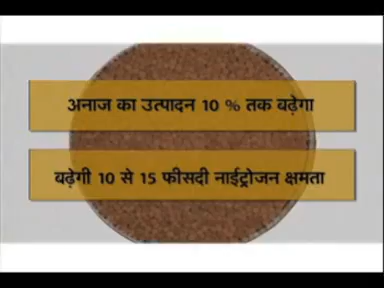 अनाज का उत्पादन 10 % तक बढ़ेगा
बढ़ेगी 10 से 15 फीसदी नाईट्रोजन क्षमता